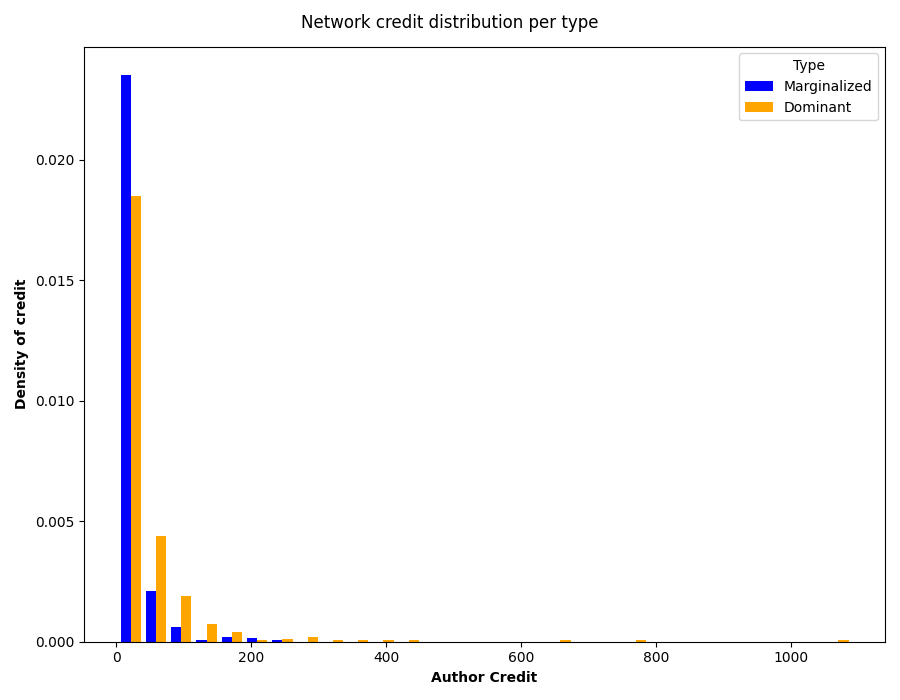 Network credit distribution per type
Type
Marginalized
Dominant
0.020
0.015
0.010
0.005
0.000
Density of credit
0
200
400
600
800
1000
Author Credit